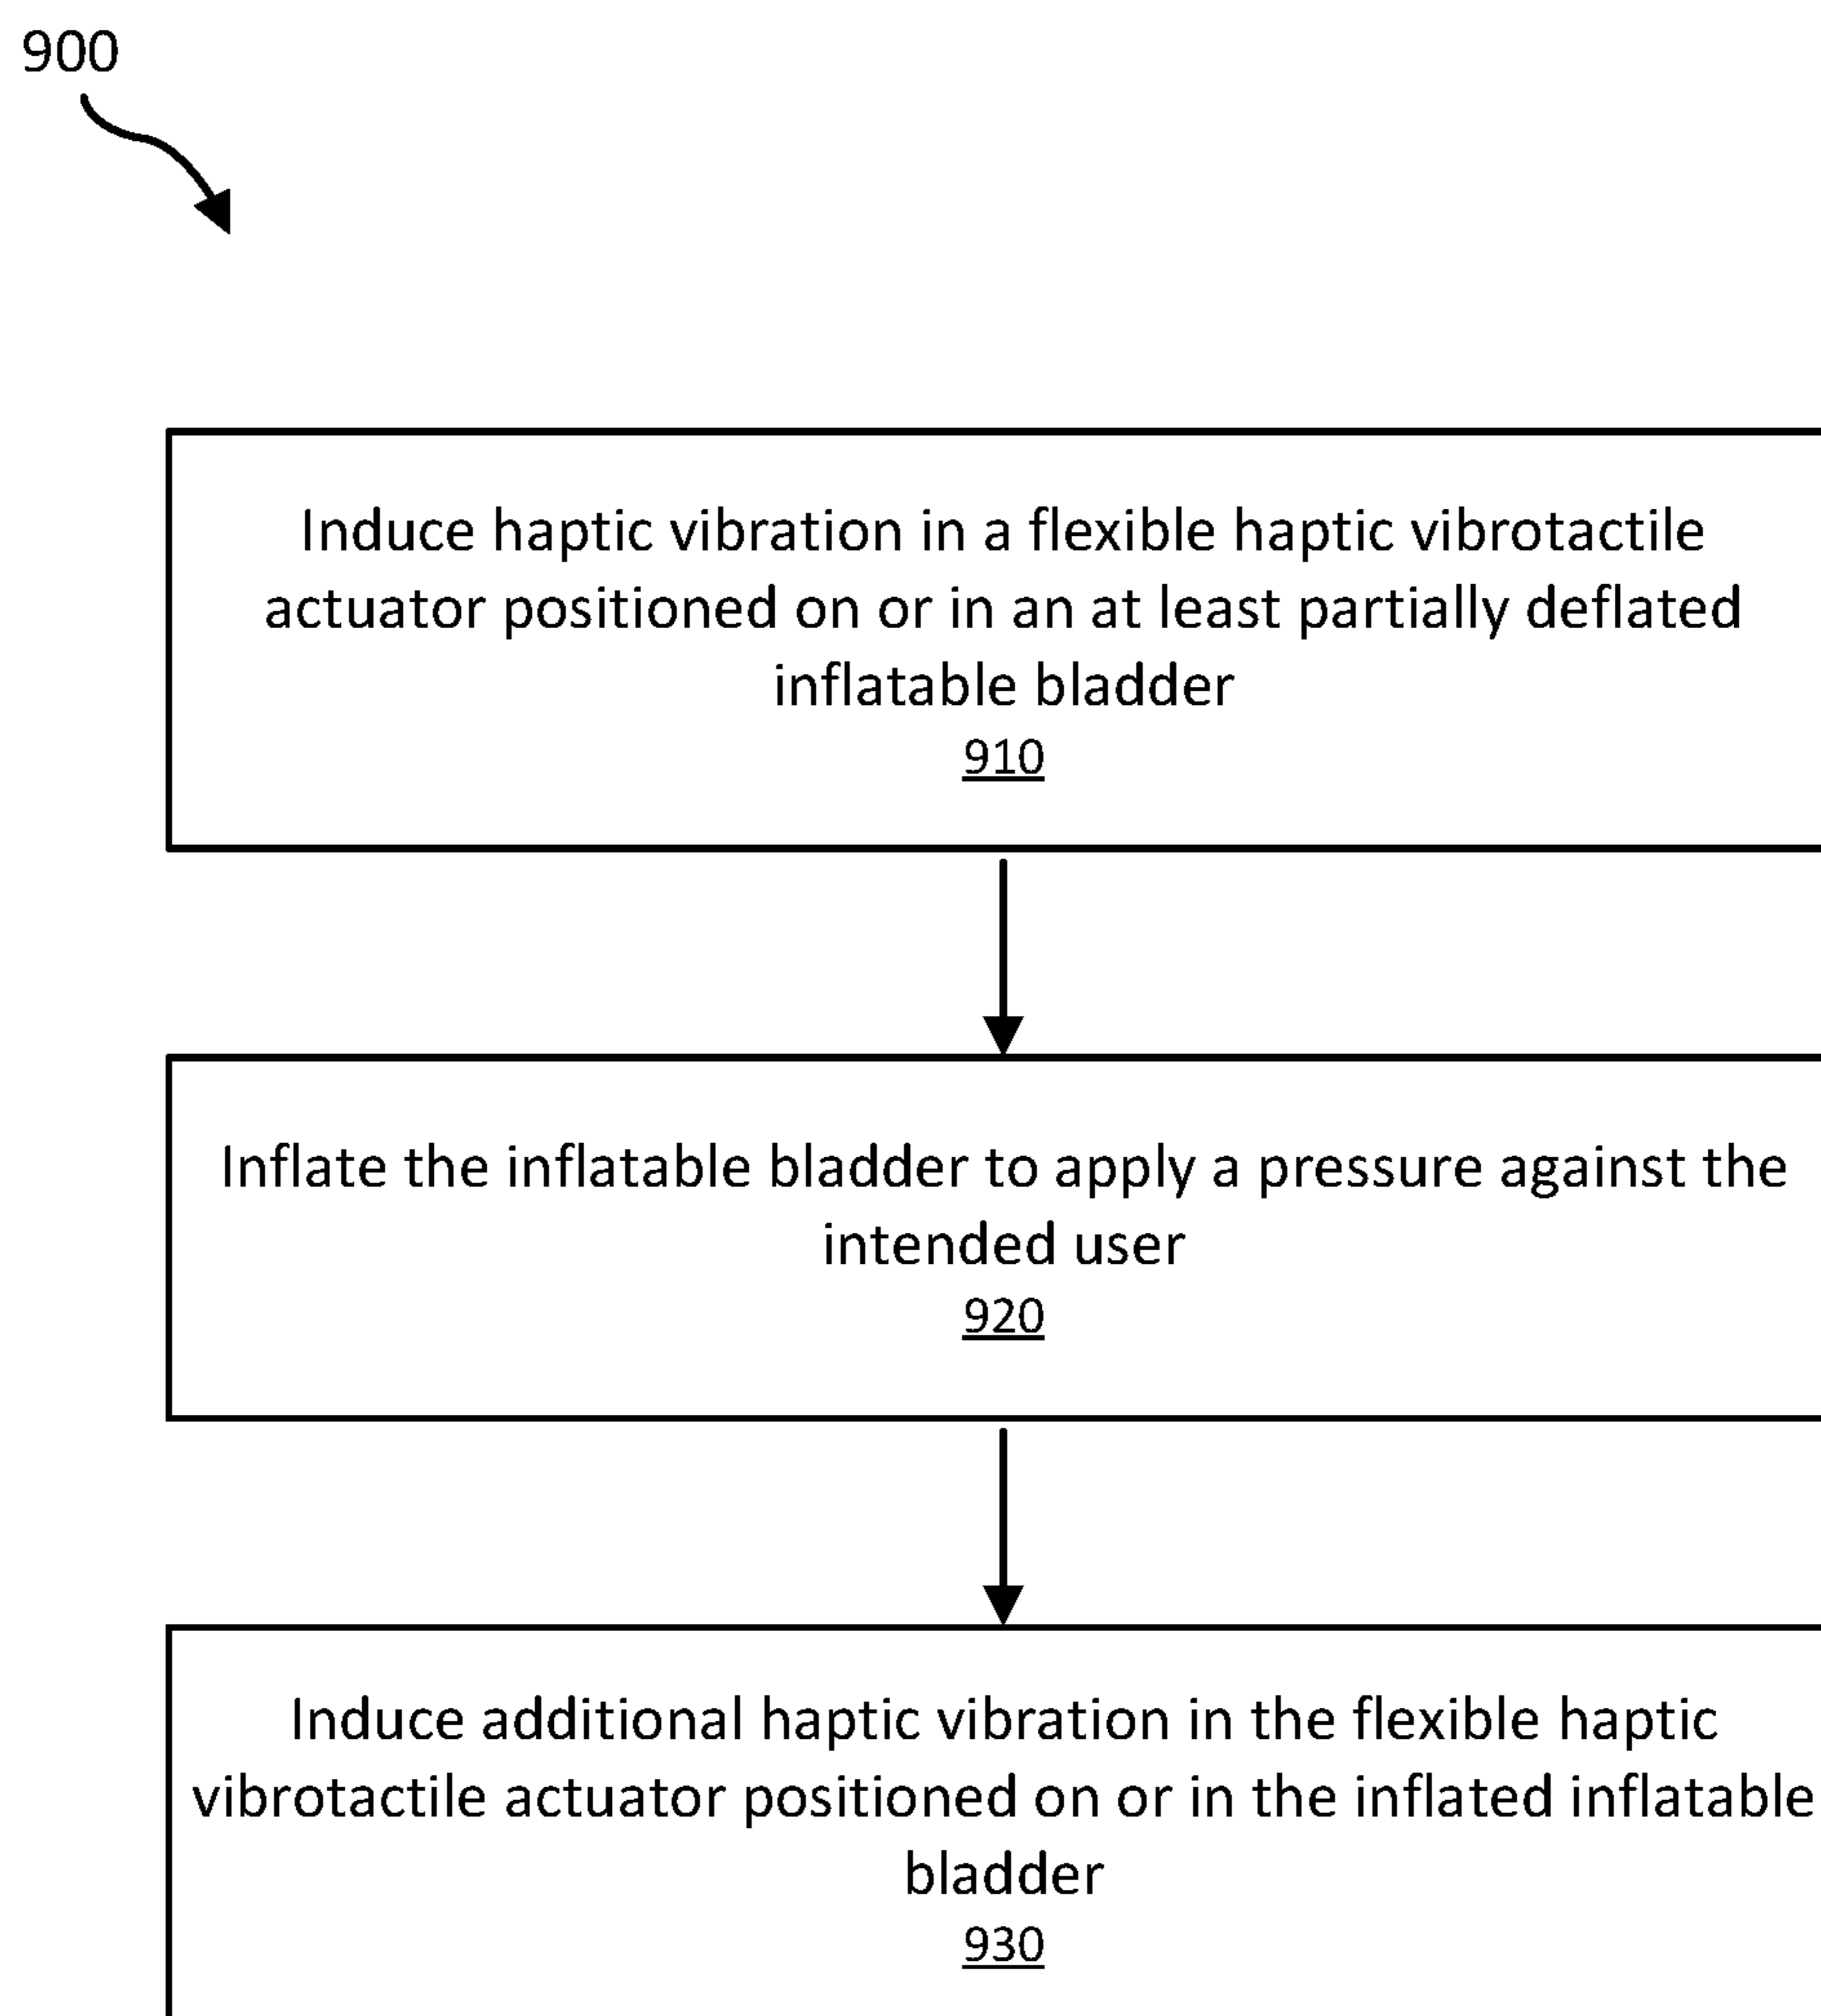 900
Induce haptic vibration in a flexible haptic vibrotactile
actuator positioned on or in an at least partially deflated
inflatable bladder
910
Inflate the inflatable bladder to apply a pressure against the
intended user
920
Induce additional haptic vibration in the flexible haptic
vibrotactile actuator positioned on or in the inflated inflatable
bladder
930